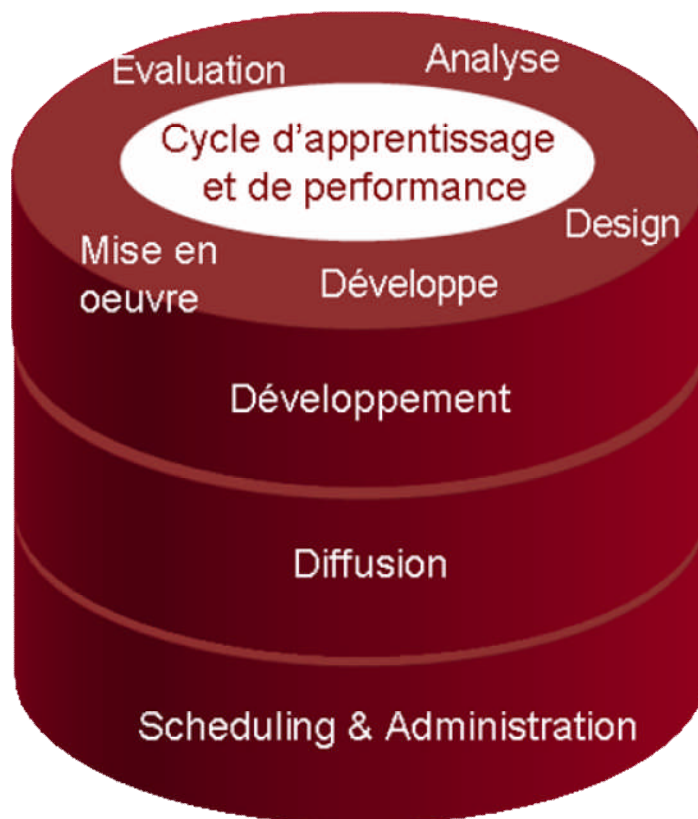 Evaluation
Analyse
Cycle d'apprentissage
et de performance
Design
Mise en
oeuvre
Développe
Développement
Diffusion
Scheduling & Administration